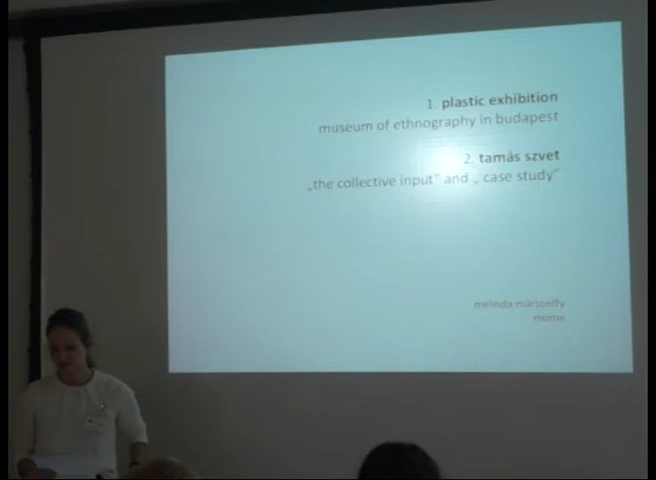 1. plastic exhibition
museum of ethnography in budapest
2. tamás szvet
„the collective input” and „ case study”
melinda mártonffy
mome